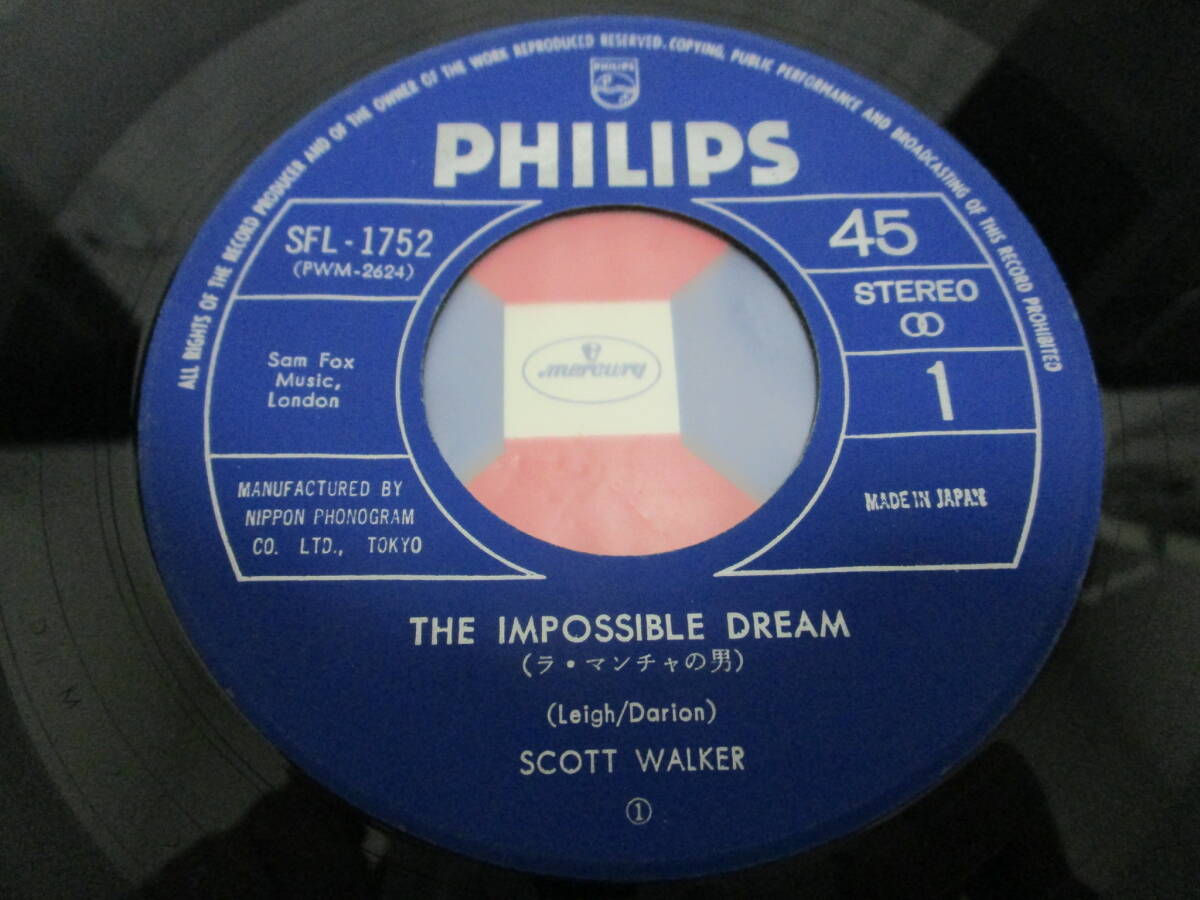 ALL RIGHTS OF THE RECORD PRODUCER AND OF THE OWNER OF THE WORK REPRODUCED RESERVED. COPYING, PUBLIC PERFORMANCE AND BROADCASTING OF THIS RECORD PROHIBITED
PHILIPS
PHILIPS
SFL-1752
(PWM-2624)
45
STEREO
1
Sam Fox
Music,
London
mercury
MANUFACTURED BY
NIPPON PHONOGRAM
CO. LTD., TOKYO
MADE IN JAPAN
THE IMPOSSIBLE DREAM
(ラ・マンチャの男)
(Leigh/Darion)
SCOTT WALKER
①